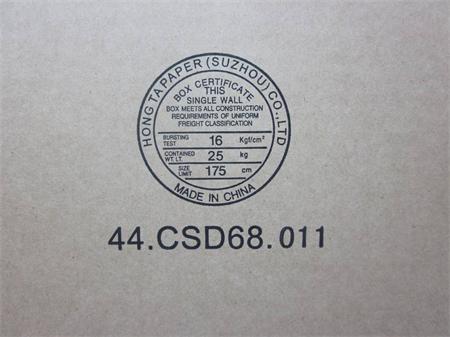 HONG TA PAPER (SUZHOU) CO.,LTD
BOX CERTIFICATE
THIS
SINGLE WALL
BOX MEETS ALL CONSTRUCTION
REQUIREMENTS OF UNIFORM
FREIGHT CLASSIFICATION
BURSTING TEST 16 Kgf/cm²
CONTAINED WT. LT. 25 kg
SIZE LIMIT 175 cm
MADE IN CHINA
44.CSD68.011